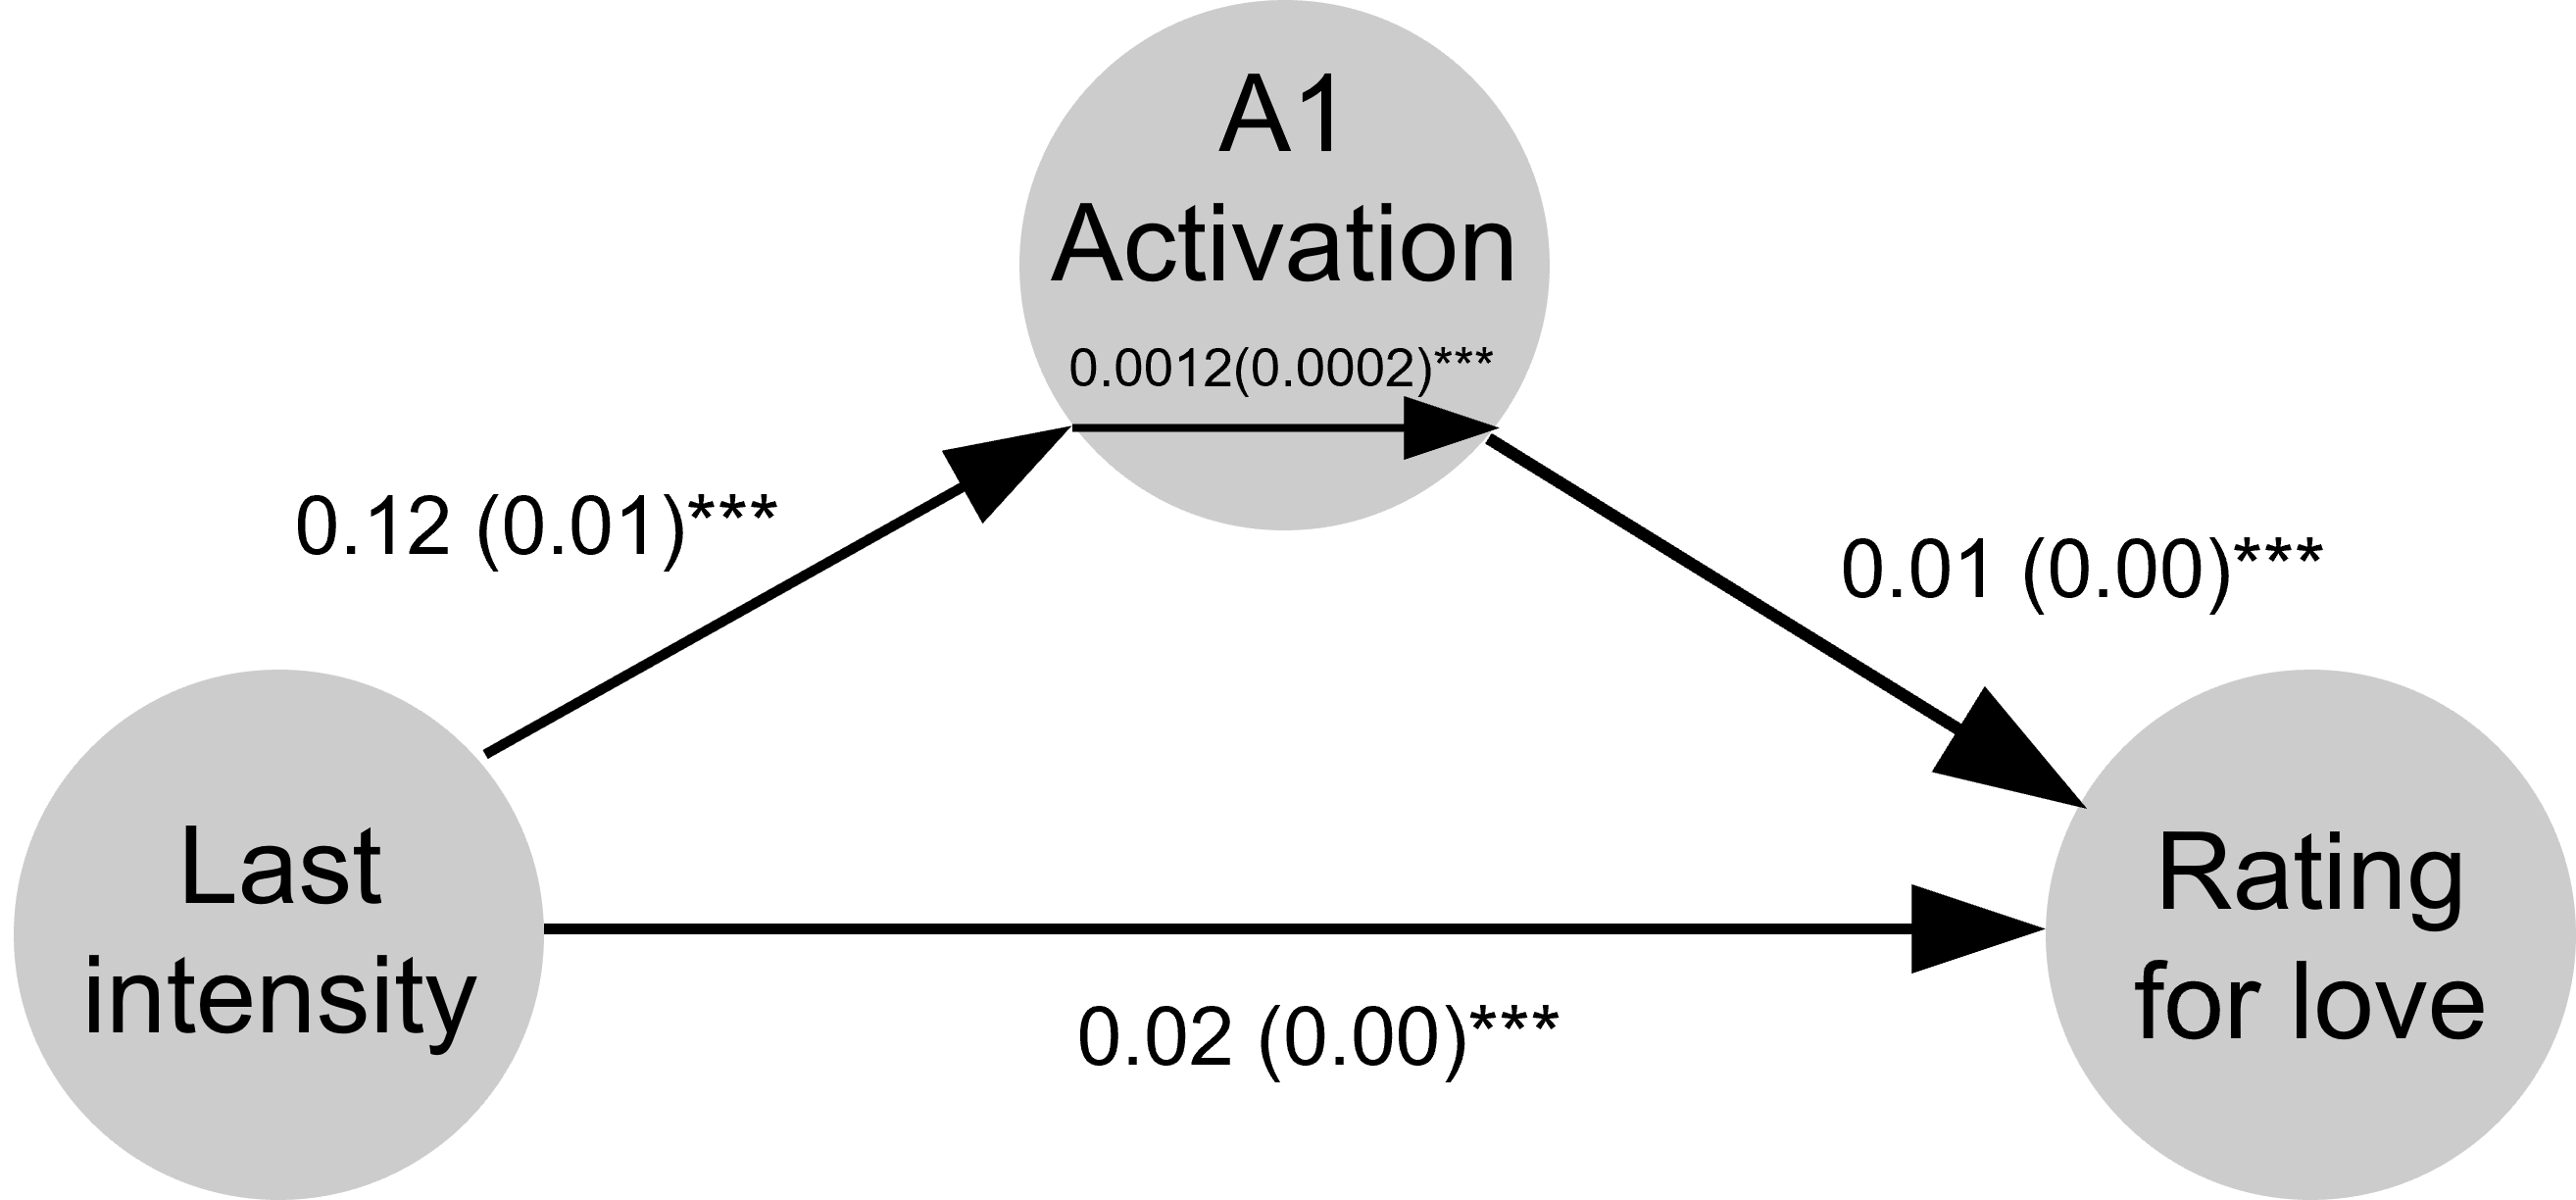 A1
Activation
0.0012(0.0002)***
0.12 (0.01)***
0.01 (0.00)***
Last
intensity
Rating
for love
0.02 (0.00)***